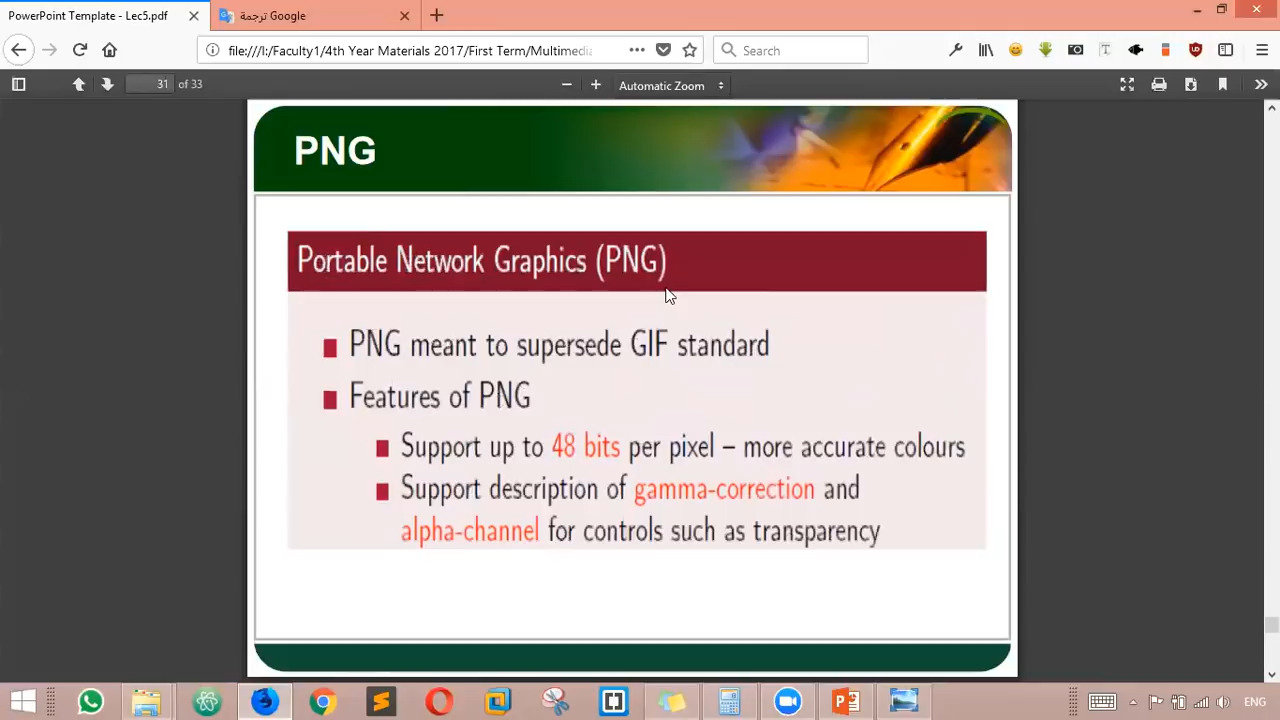 PowerPoint Template - Lec5.pdf
ترجمة Google
file:///I:/Faculty1/4th Year Materials 2017/First Term/Multimedia
Search
31 of 33
Automatic Zoom
PNG
Portable Network Graphics (PNG)
PNG meant to supersede GIF standard
Features of PNG
Support up to 48 bits per pixel – more accurate colours
Support description of gamma-correction and
alpha-channel for controls such as transparency
ENG